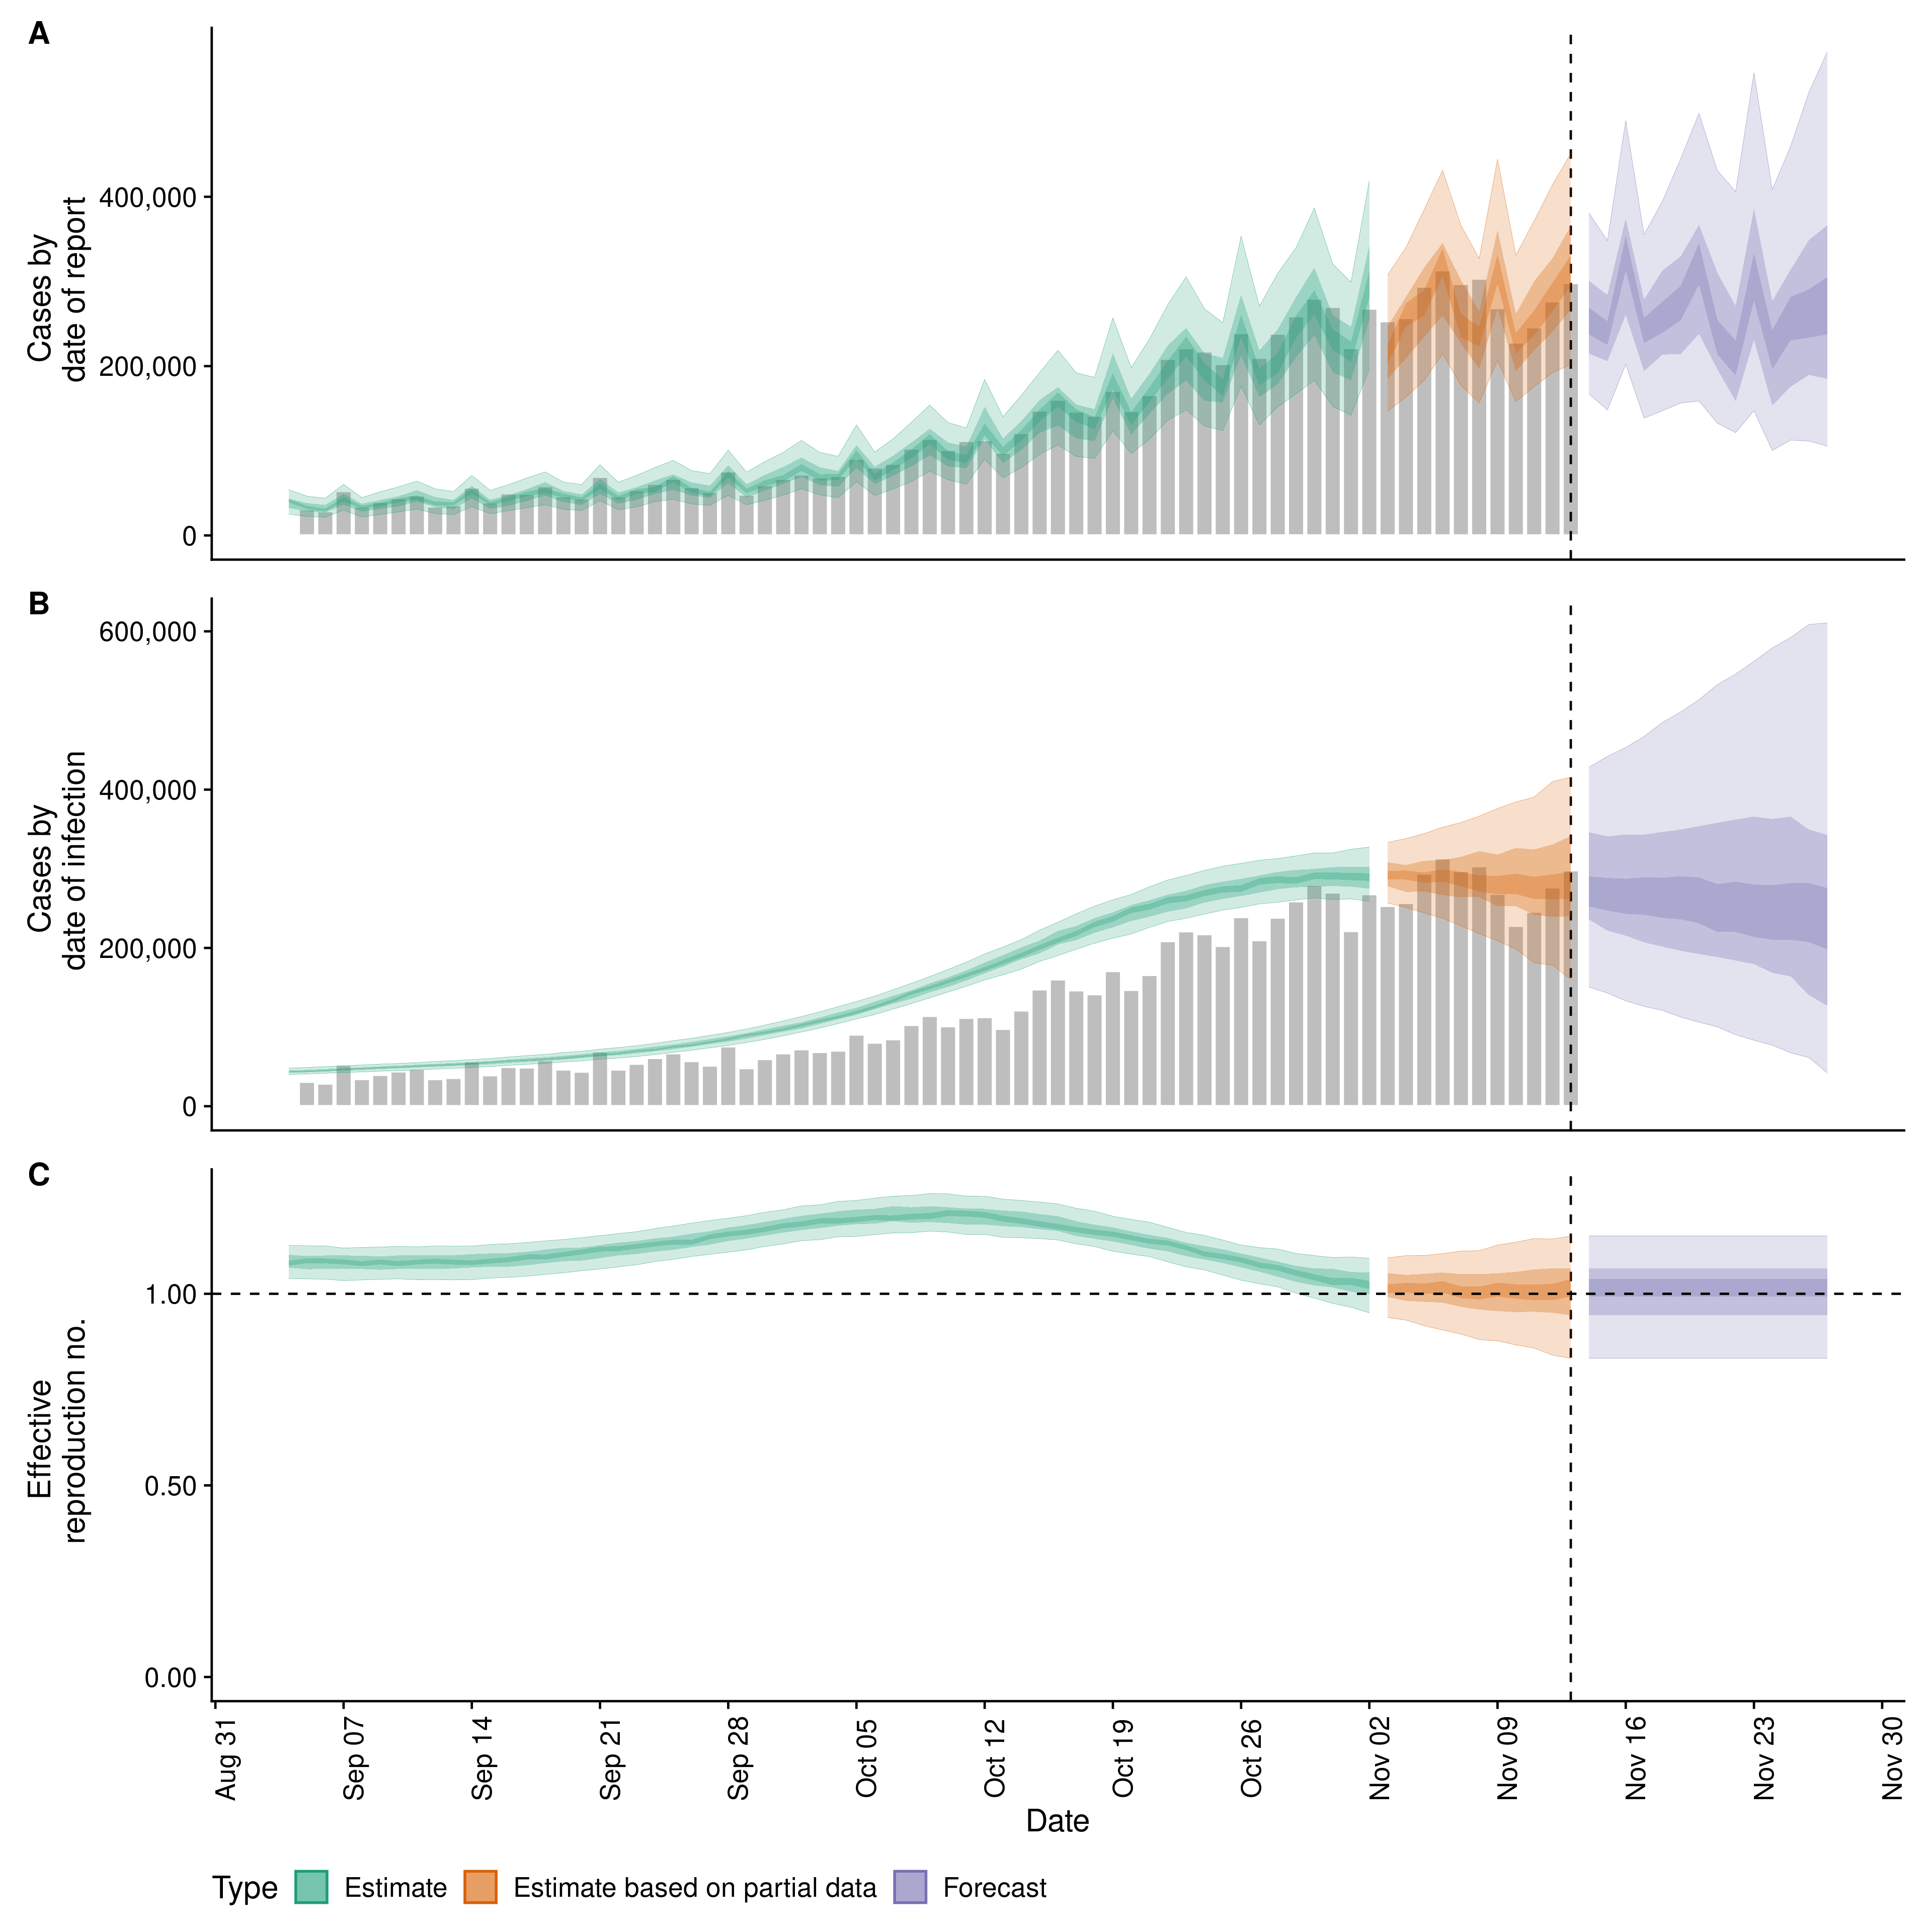 A
Cases by
date of report
400,000
200,000
0
B
Cases by
date of infection
600,000
400,000
200,000
0
C
Effective
reproduction no.
1.00
0.50
0.00
Aug 31
Sep 07
Sep 14
Sep 21
Sep 28
Oct 05
Oct 12
Oct 19
Oct 26
Nov 02
Nov 09
Nov 16
Nov 23
Nov 30
Date
Type Estimate Estimate based on partial data Forecast